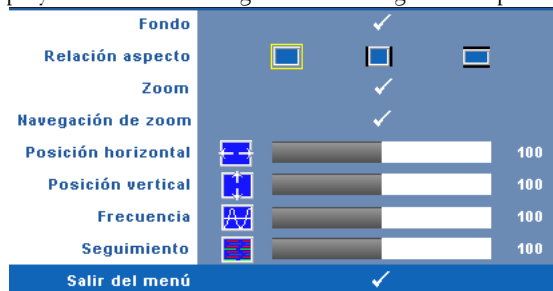 Fondo
Relación aspecto
Zoom
Navegación de zoom
Posición horizontal 100
Posición vertical 100
Frecuencia 100
Seguimiento 100
Salir del menú